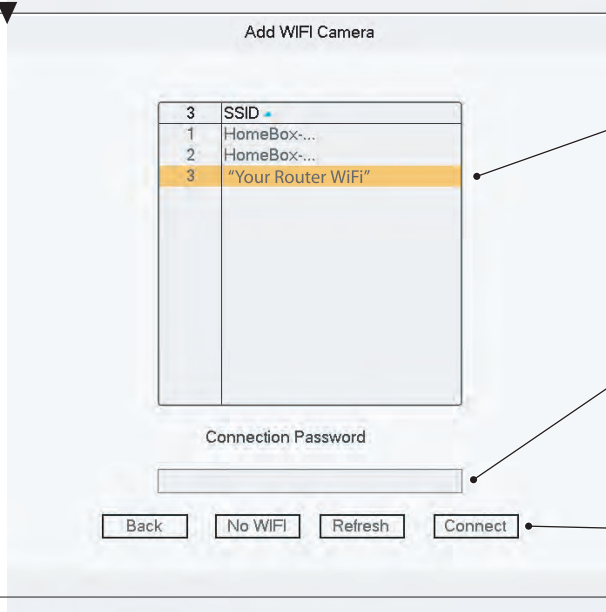 Add WIFI Camera
3 SSID
1 HomeBox-...
2 HomeBox-...
3 “Your Router WiFi”
Connection Password
Back No WIFI Refresh Connect